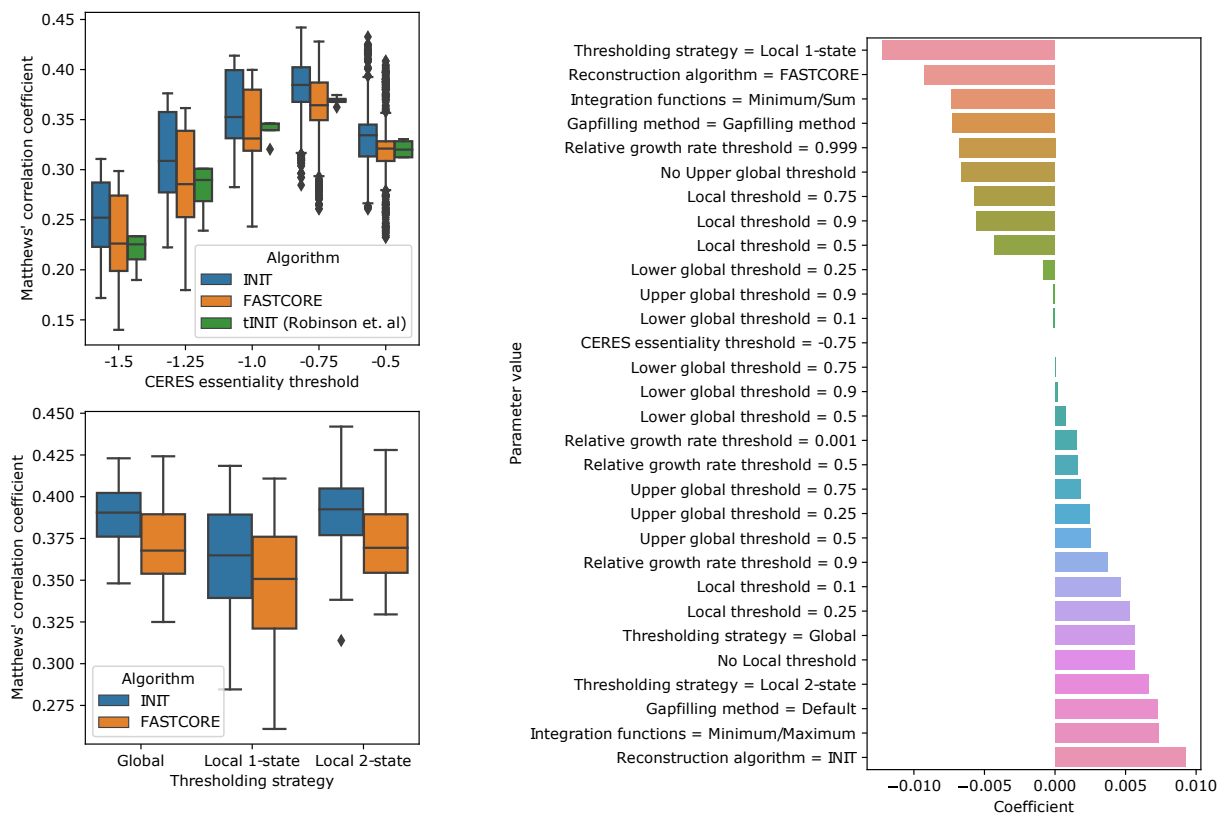 Matthews' correlation coefficient
0.45
0.40
0.35
0.30
0.25
0.20
0.15
Algorithm
INIT
FASTCORE
tINIT (Robinson et. al)
-1.5
-1.25
-1.0
-0.75
-0.5
CERES essentiality threshold
Matthews' correlation coefficient
0.450
0.425
0.400
0.375
0.350
0.325
0.300
0.275
Algorithm
INIT
FASTCORE
Global
Local 1-state
Local 2-state
Thresholding strategy
Parameter value
Thresholding strategy = Local 1-state
Reconstruction algorithm = FASTCORE
Integration functions = Minimum/Sum
Gapfilling method = Gapfilling method
Relative growth rate threshold = 0.999
No Upper global threshold
Local threshold = 0.75
Local threshold = 0.9
Local threshold = 0.5
Lower global threshold = 0.25
Upper global threshold = 0.9
Lower global threshold = 0.1
CERES essentiality threshold = -0.75
Lower global threshold = 0.75
Lower global threshold = 0.9
Lower global threshold = 0.5
Relative growth rate threshold = 0.001
Relative growth rate threshold = 0.5
Upper global threshold = 0.75
Upper global threshold = 0.25
Upper global threshold = 0.5
Relative growth rate threshold = 0.9
Local threshold = 0.1
Local threshold = 0.25
Thresholding strategy = Global
No Local threshold
Thresholding strategy = Local 2-state
Gapfilling method = Default
Integration functions = Minimum/Maximum
Reconstruction algorithm = INIT
−0.010
−0.005
0.000
0.005
0.010
Coefficient